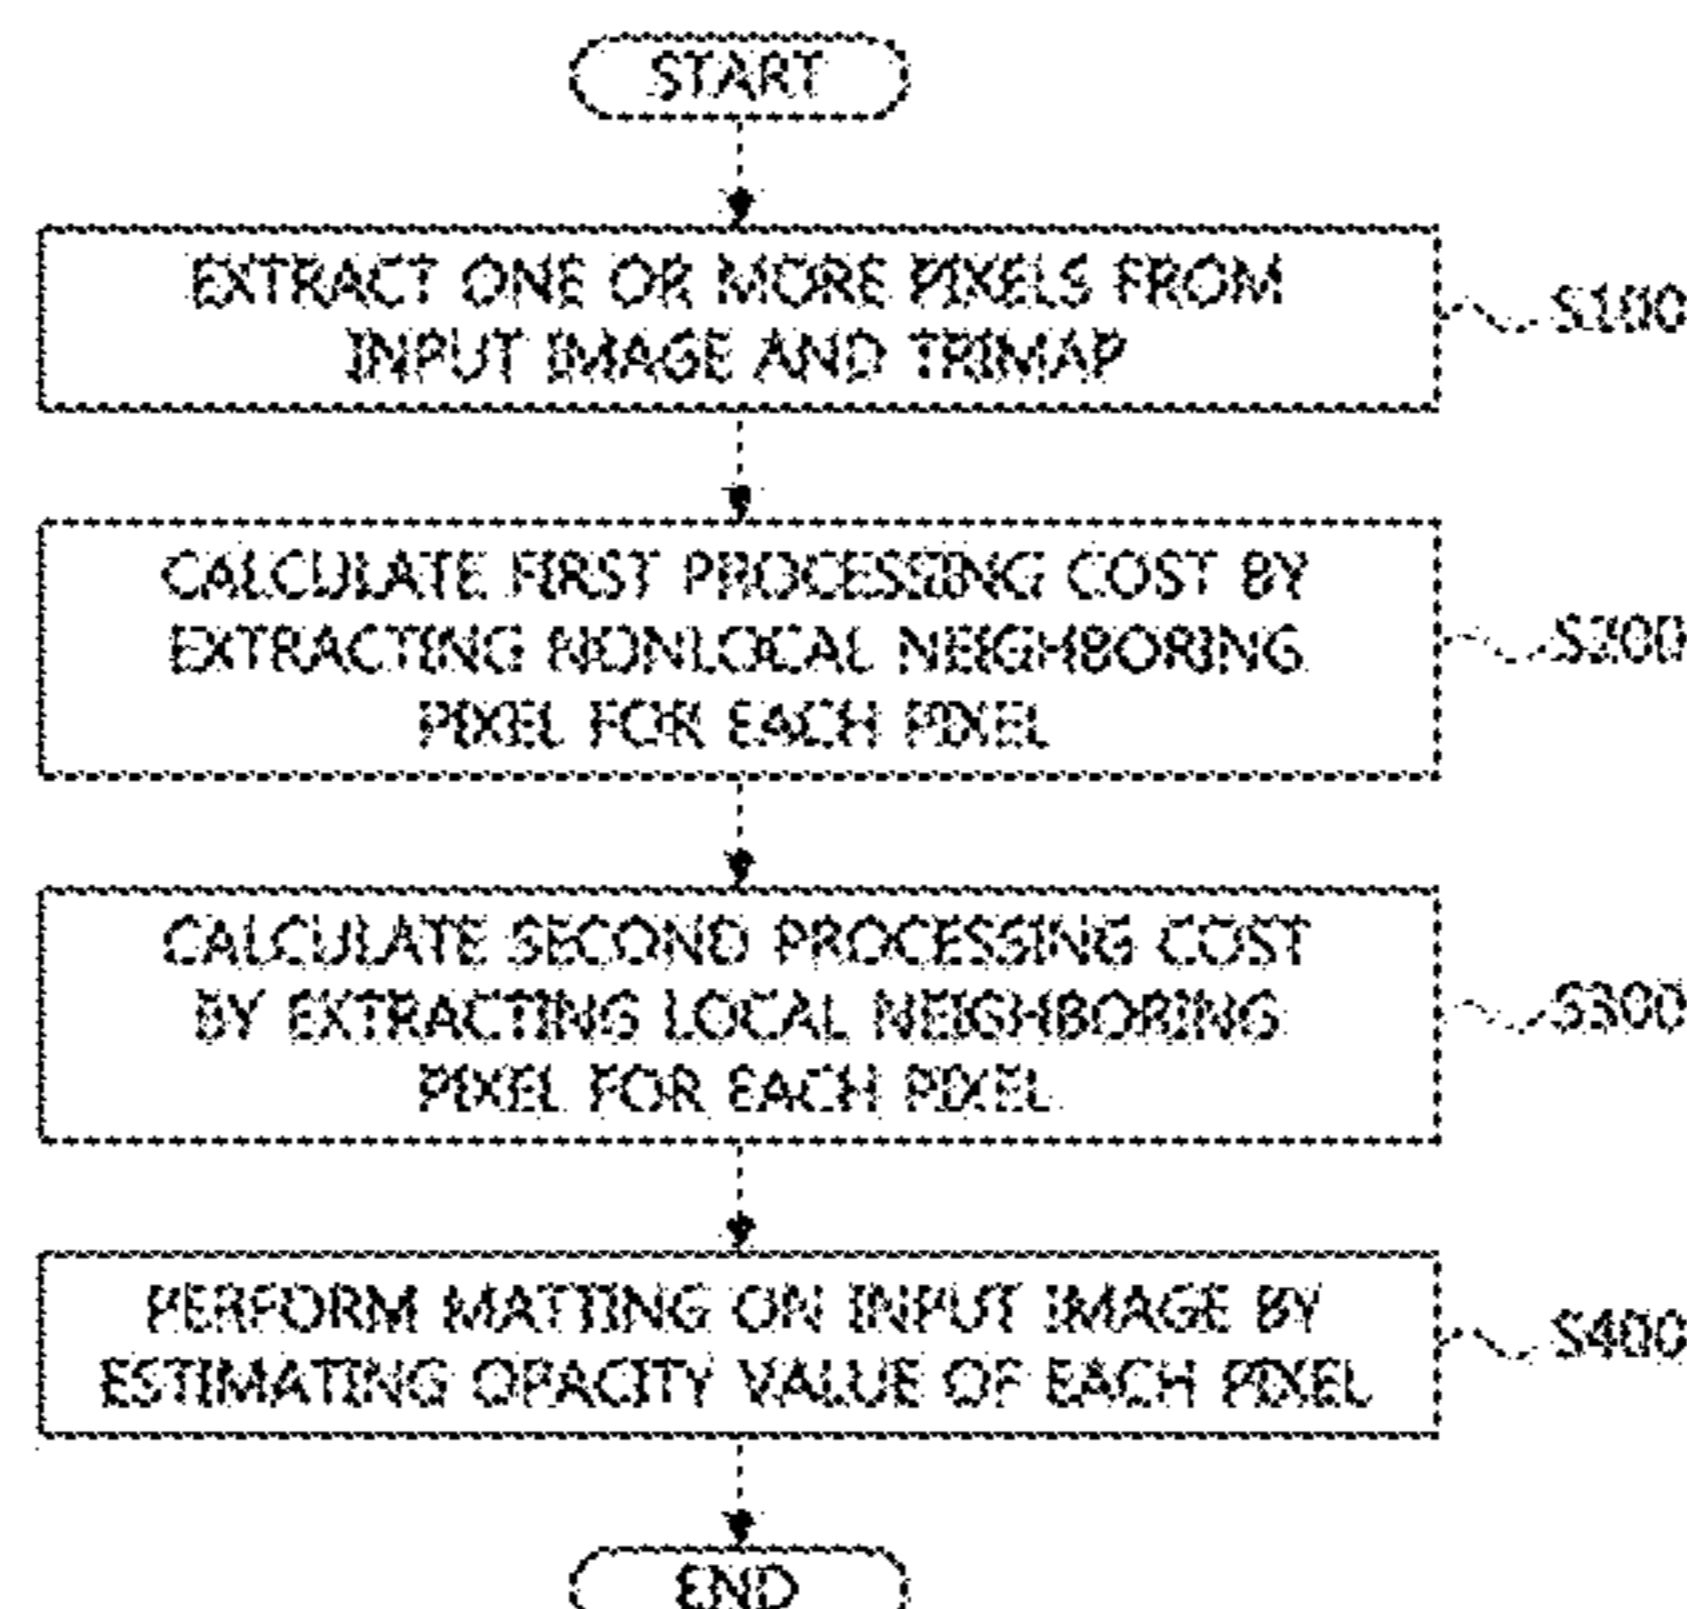 START
EXTRACT ONE OR MORE PIXELS FROM
INPUT IMAGE AND TRIMAP
S100
CALCULATE FIRST PROCESSING COST BY
EXTRACTING NONLOCAL NEIGHBORING
PIXEL FOR EACH PIXEL
S200
CALCULATE SECOND PROCESSING COST
BY EXTRACTING LOCAL NEIGHBORING
PIXEL FOR EACH PIXEL
S300
PERFORM MATTING ON INPUT IMAGE BY
ESTIMATING OPACITY VALUE OF EACH PIXEL
S400
END